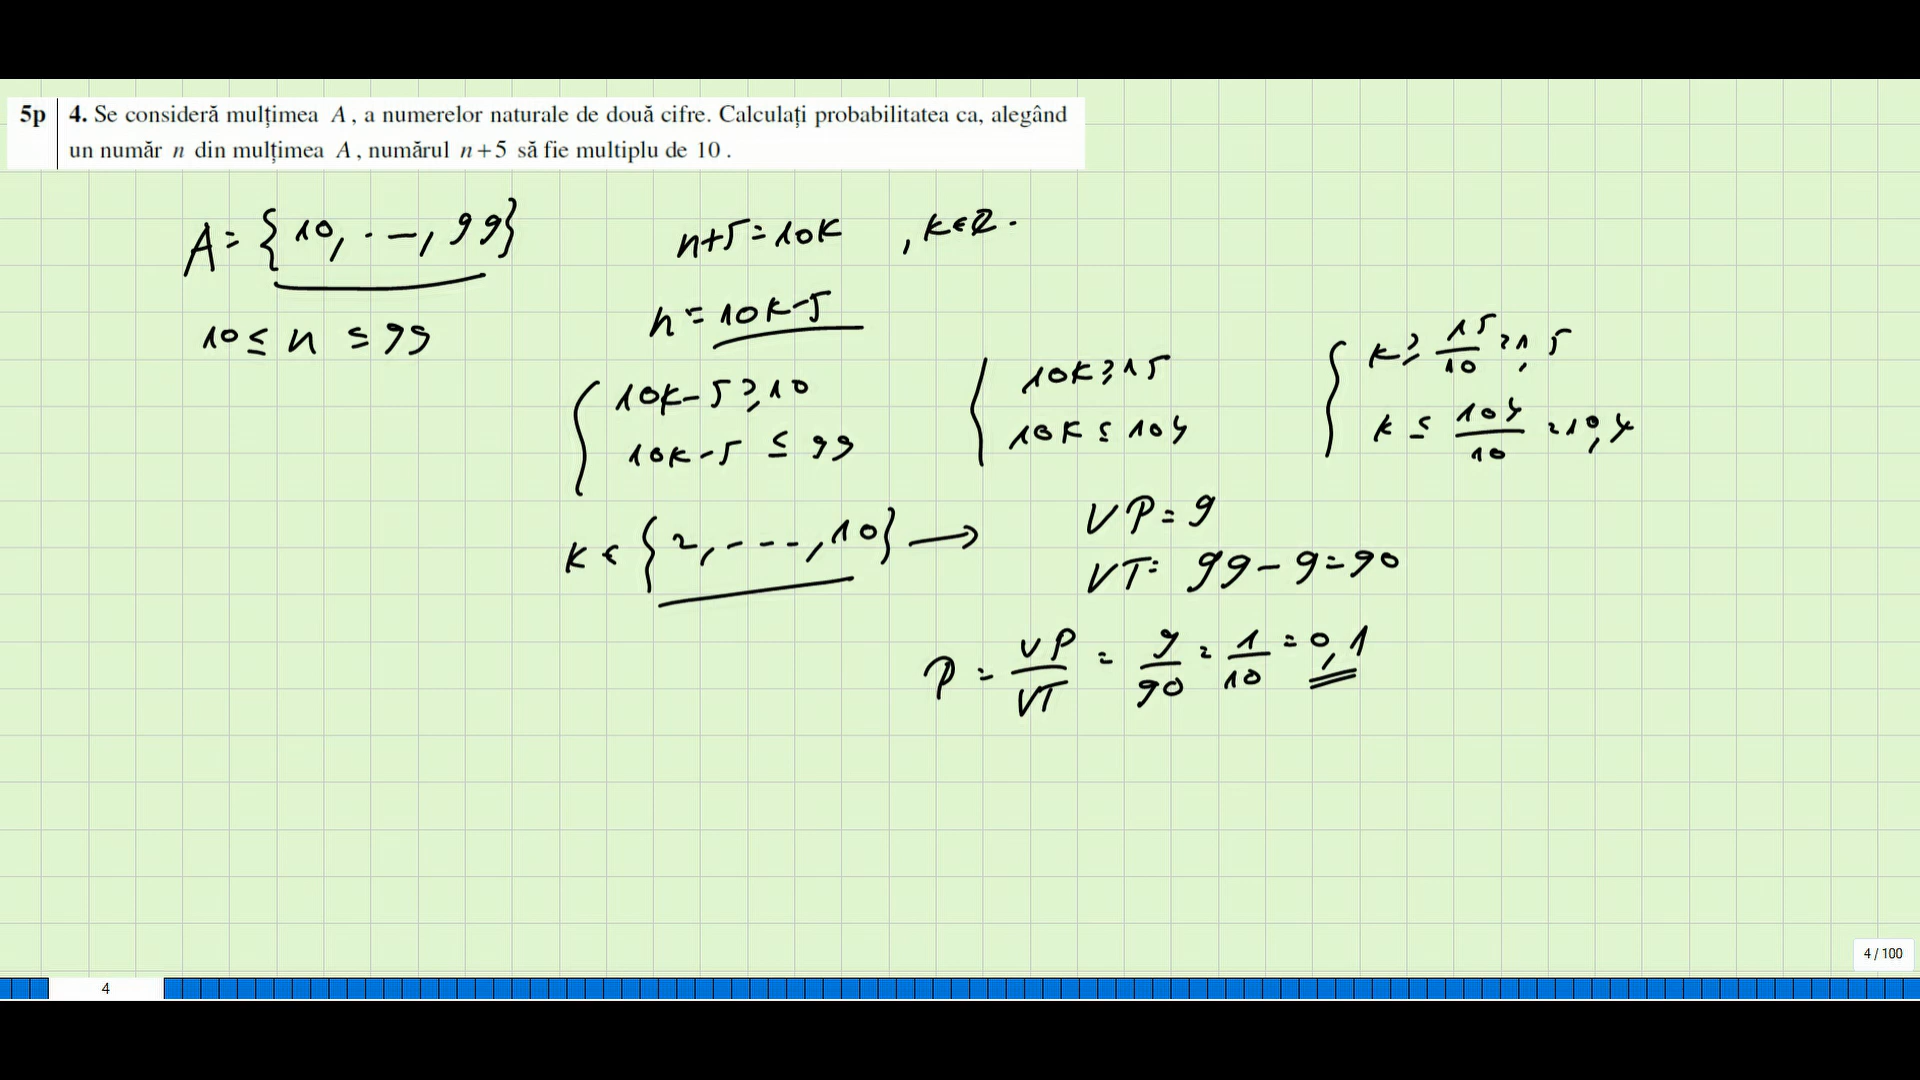 5p 4. Se consideră mulțimea A, a numerelor naturale de două cifre. Calculați probabilitatea ca, alegând
un număr n din mulțimea A, numărul n+5 să fie multiplu de 10.
A = {10, . –, 99}
n+5 = 10k , k ∈ Z.
10 ≤ n ≤ 99
n = 10k-5
10k - 5 ≥ 10
10k - 5 ≤ 99
10k ≥ 15
10k ≤ 104
k ≥ 15/10 = 1,5
k ≤ 104/10 = 10,4
k ∈ {2, - - -, 10} →
VP = 9
VT = 99 - 9 = 90
P = VP/VT = 9/90 = 1/10 = 0,1
4 / 100
4